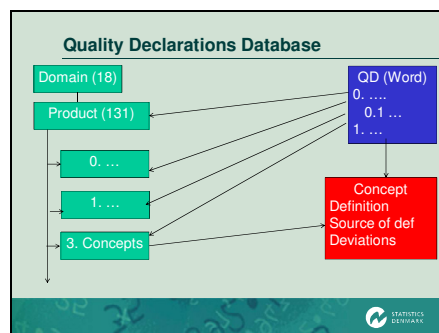 Quality Declarations Database
Domain (18)
Product (131)
0. …
1. …
3. Concepts
QD (Word)
0. ….
0.1 …
1. …
Concept
Definition
Source of def
Deviations
STATISTICS
DENMARK